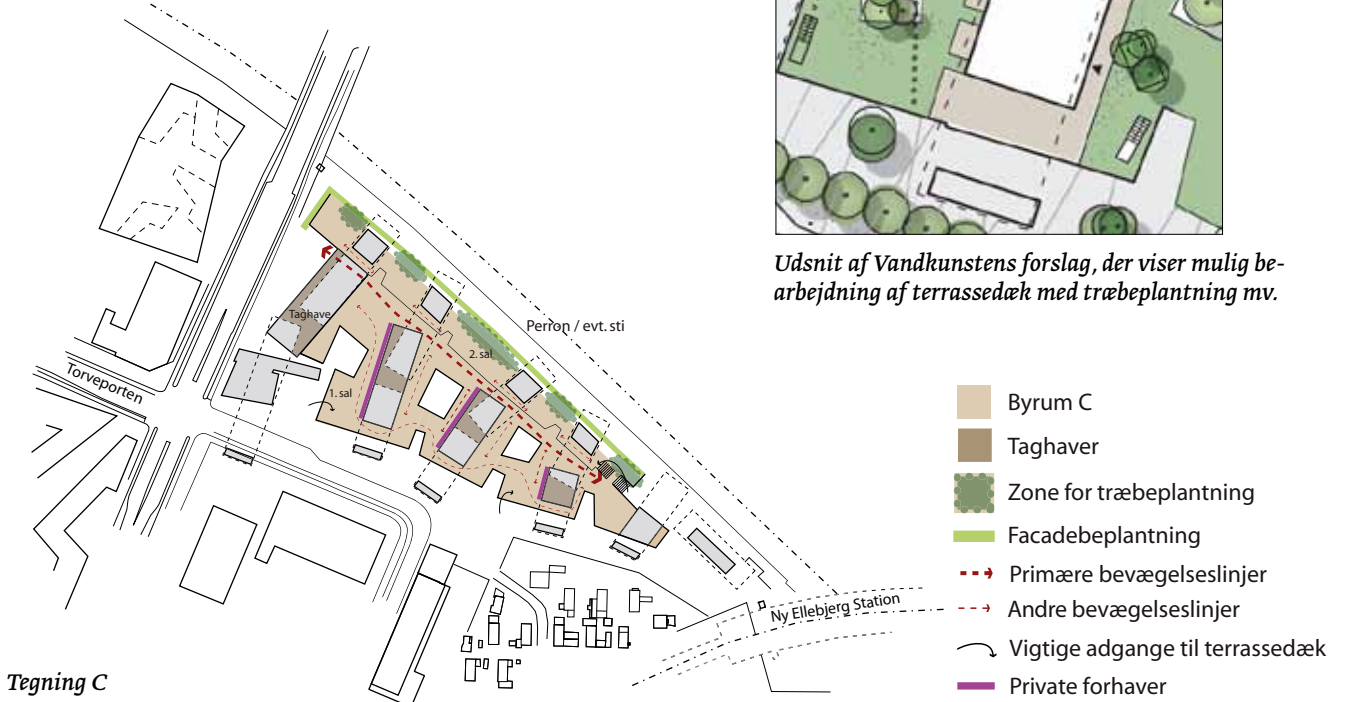 Udsnit af Vandkunstens forslag, der viser mulig be-
arbejdning af terrassedæk med træbeplantning mv.
Taghave
Perron / evt. sti
2. sal
1. sal
Torveporten
Ny Ellebjerg Station
Byrum C
Taghaver
Zone for træbeplantning
Facadebeplantning
Primære bevægelseslinjer
Andre bevægelseslinjer
Vigtige adgange til terrassedæk
Private forhaver
Tegning C